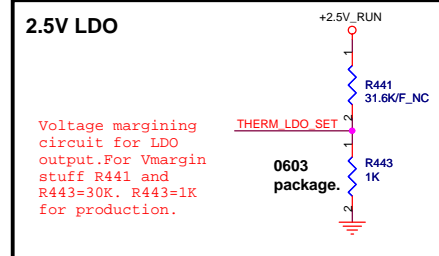 2.5V LDO
+2.5V_RUN
1
R441
31.6K/F_NC
2
THERM_LDO_SET
Voltage margining
circuit for LDO
output.For Vmargin
stuff R441 and
R443=30K. R443=1K
for production.
1
0603
package.
R443
1K
2